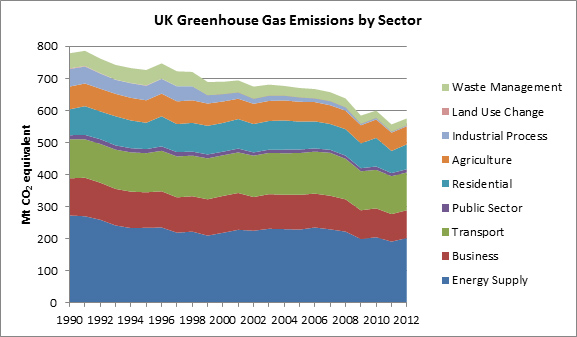 UK Greenhouse Gas Emissions by Sector
Mt CO₂ equivalent
800
700
600
500
400
300
200
100
0
1990 1992 1994 1996 1998 2000 2002 2004 2006 2008 2010 2012
Waste Management
Land Use Change
Industrial Process
Agriculture
Residential
Public Sector
Transport
Business
Energy Supply